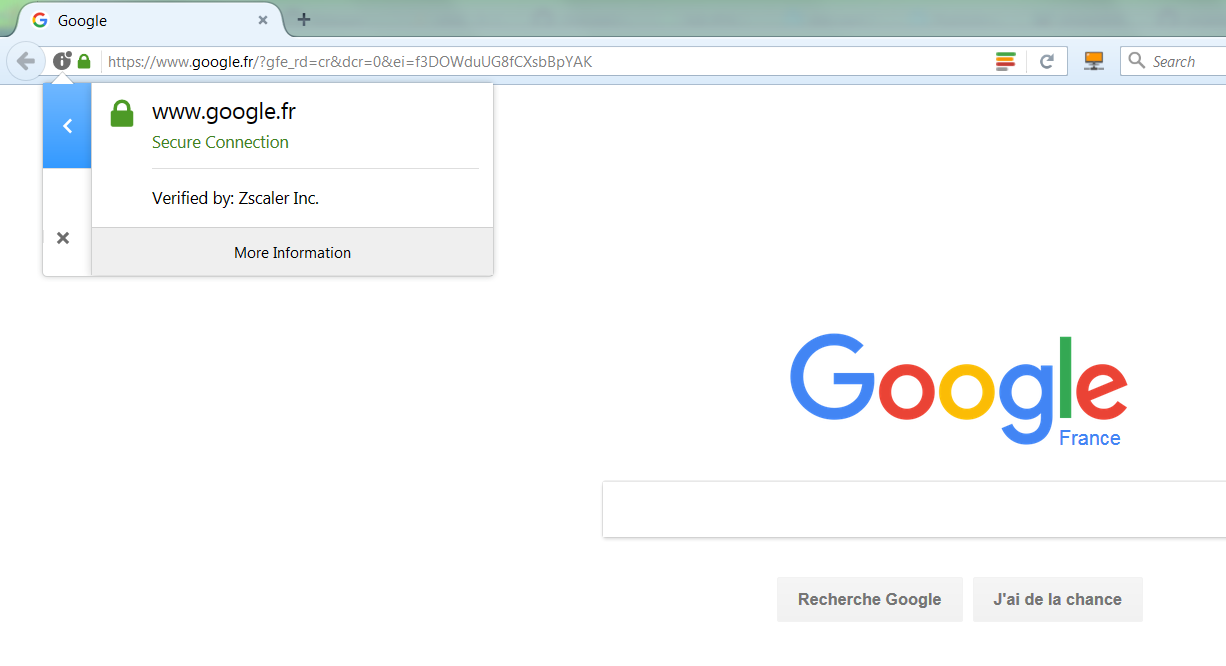 Google
https://www.google.fr/?gfe_rd=cr&dcr=0&ei=f3DOWduUG8fCXsbBpYAK
Search
www.google.fr
Secure Connection
Verified by: Zscaler Inc.
More Information
Google
France
Recherche Google
J'ai de la chance